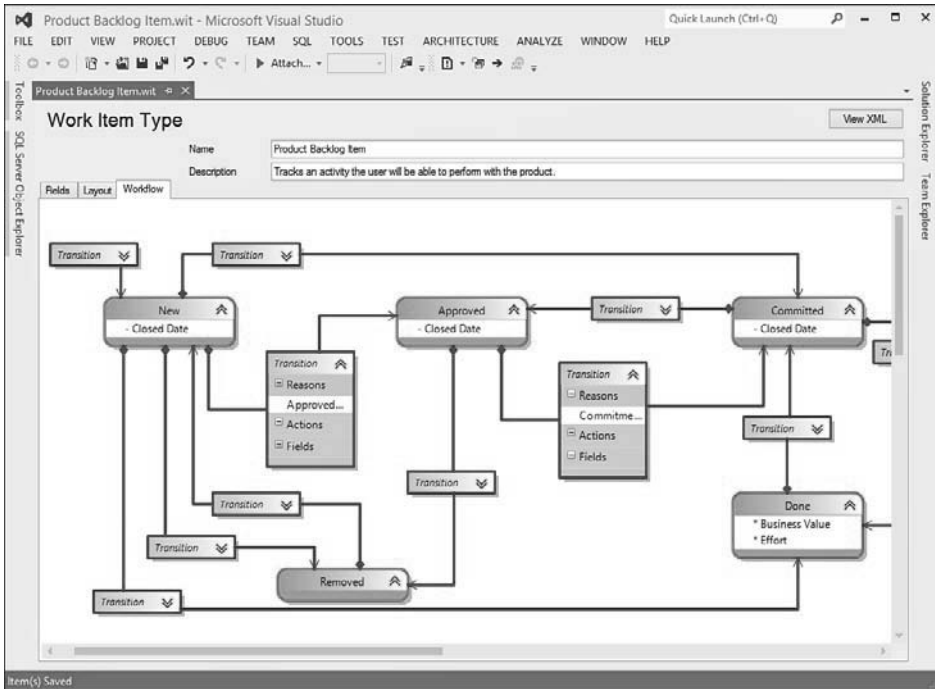 Product Backlog Item.wit - Microsoft Visual Studio
Quick Launch (Ctrl+Q)
FILE EDIT VIEW PROJECT DEBUG TEAM SQL TOOLS TEST ARCHITECTURE ANALYZE WINDOW HELP
Attach...
Toolbox
SQL Server Object Explorer
Product Backlog Item.wit
Solution Explorer
Team Explorer
Work Item Type
View XML
Name Product Backlog Item
Description Tracks an activity the user will be able to perform with the product.
Fields Layout Workflow
Transition
Transition
New
- Closed Date
Approved
- Closed Date
Transition
Committed
- Closed Date
Transition
Reasons
Approved...
Actions
Fields
Transition
Reasons
Commitme...
Actions
Fields
Transition
Transition
Transition
Transition
Done
* Business Value
* Effort
Removed
Transition
Item(s) Saved